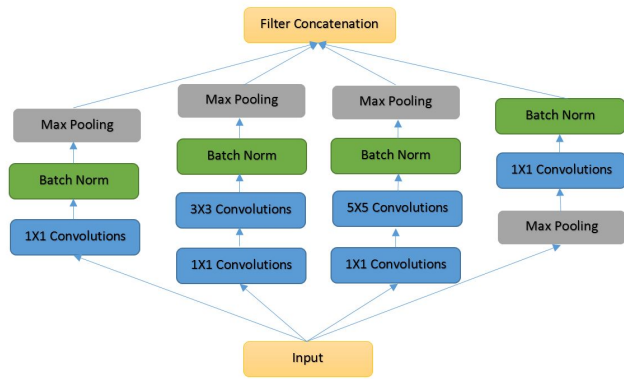 Filter Concatenation
Max Pooling
Batch Norm
1X1 Convolutions
Max Pooling
Batch Norm
3X3 Convolutions
1X1 Convolutions
Max Pooling
Batch Norm
5X5 Convolutions
1X1 Convolutions
Batch Norm
1X1 Convolutions
Max Pooling
Input